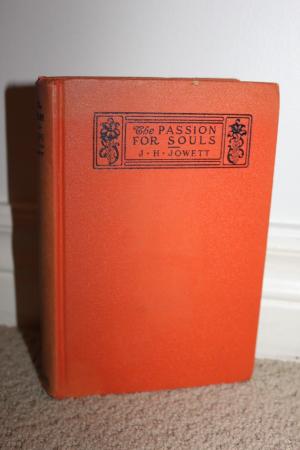 The PASSION
FOR SOULS
J·H·JOWETT